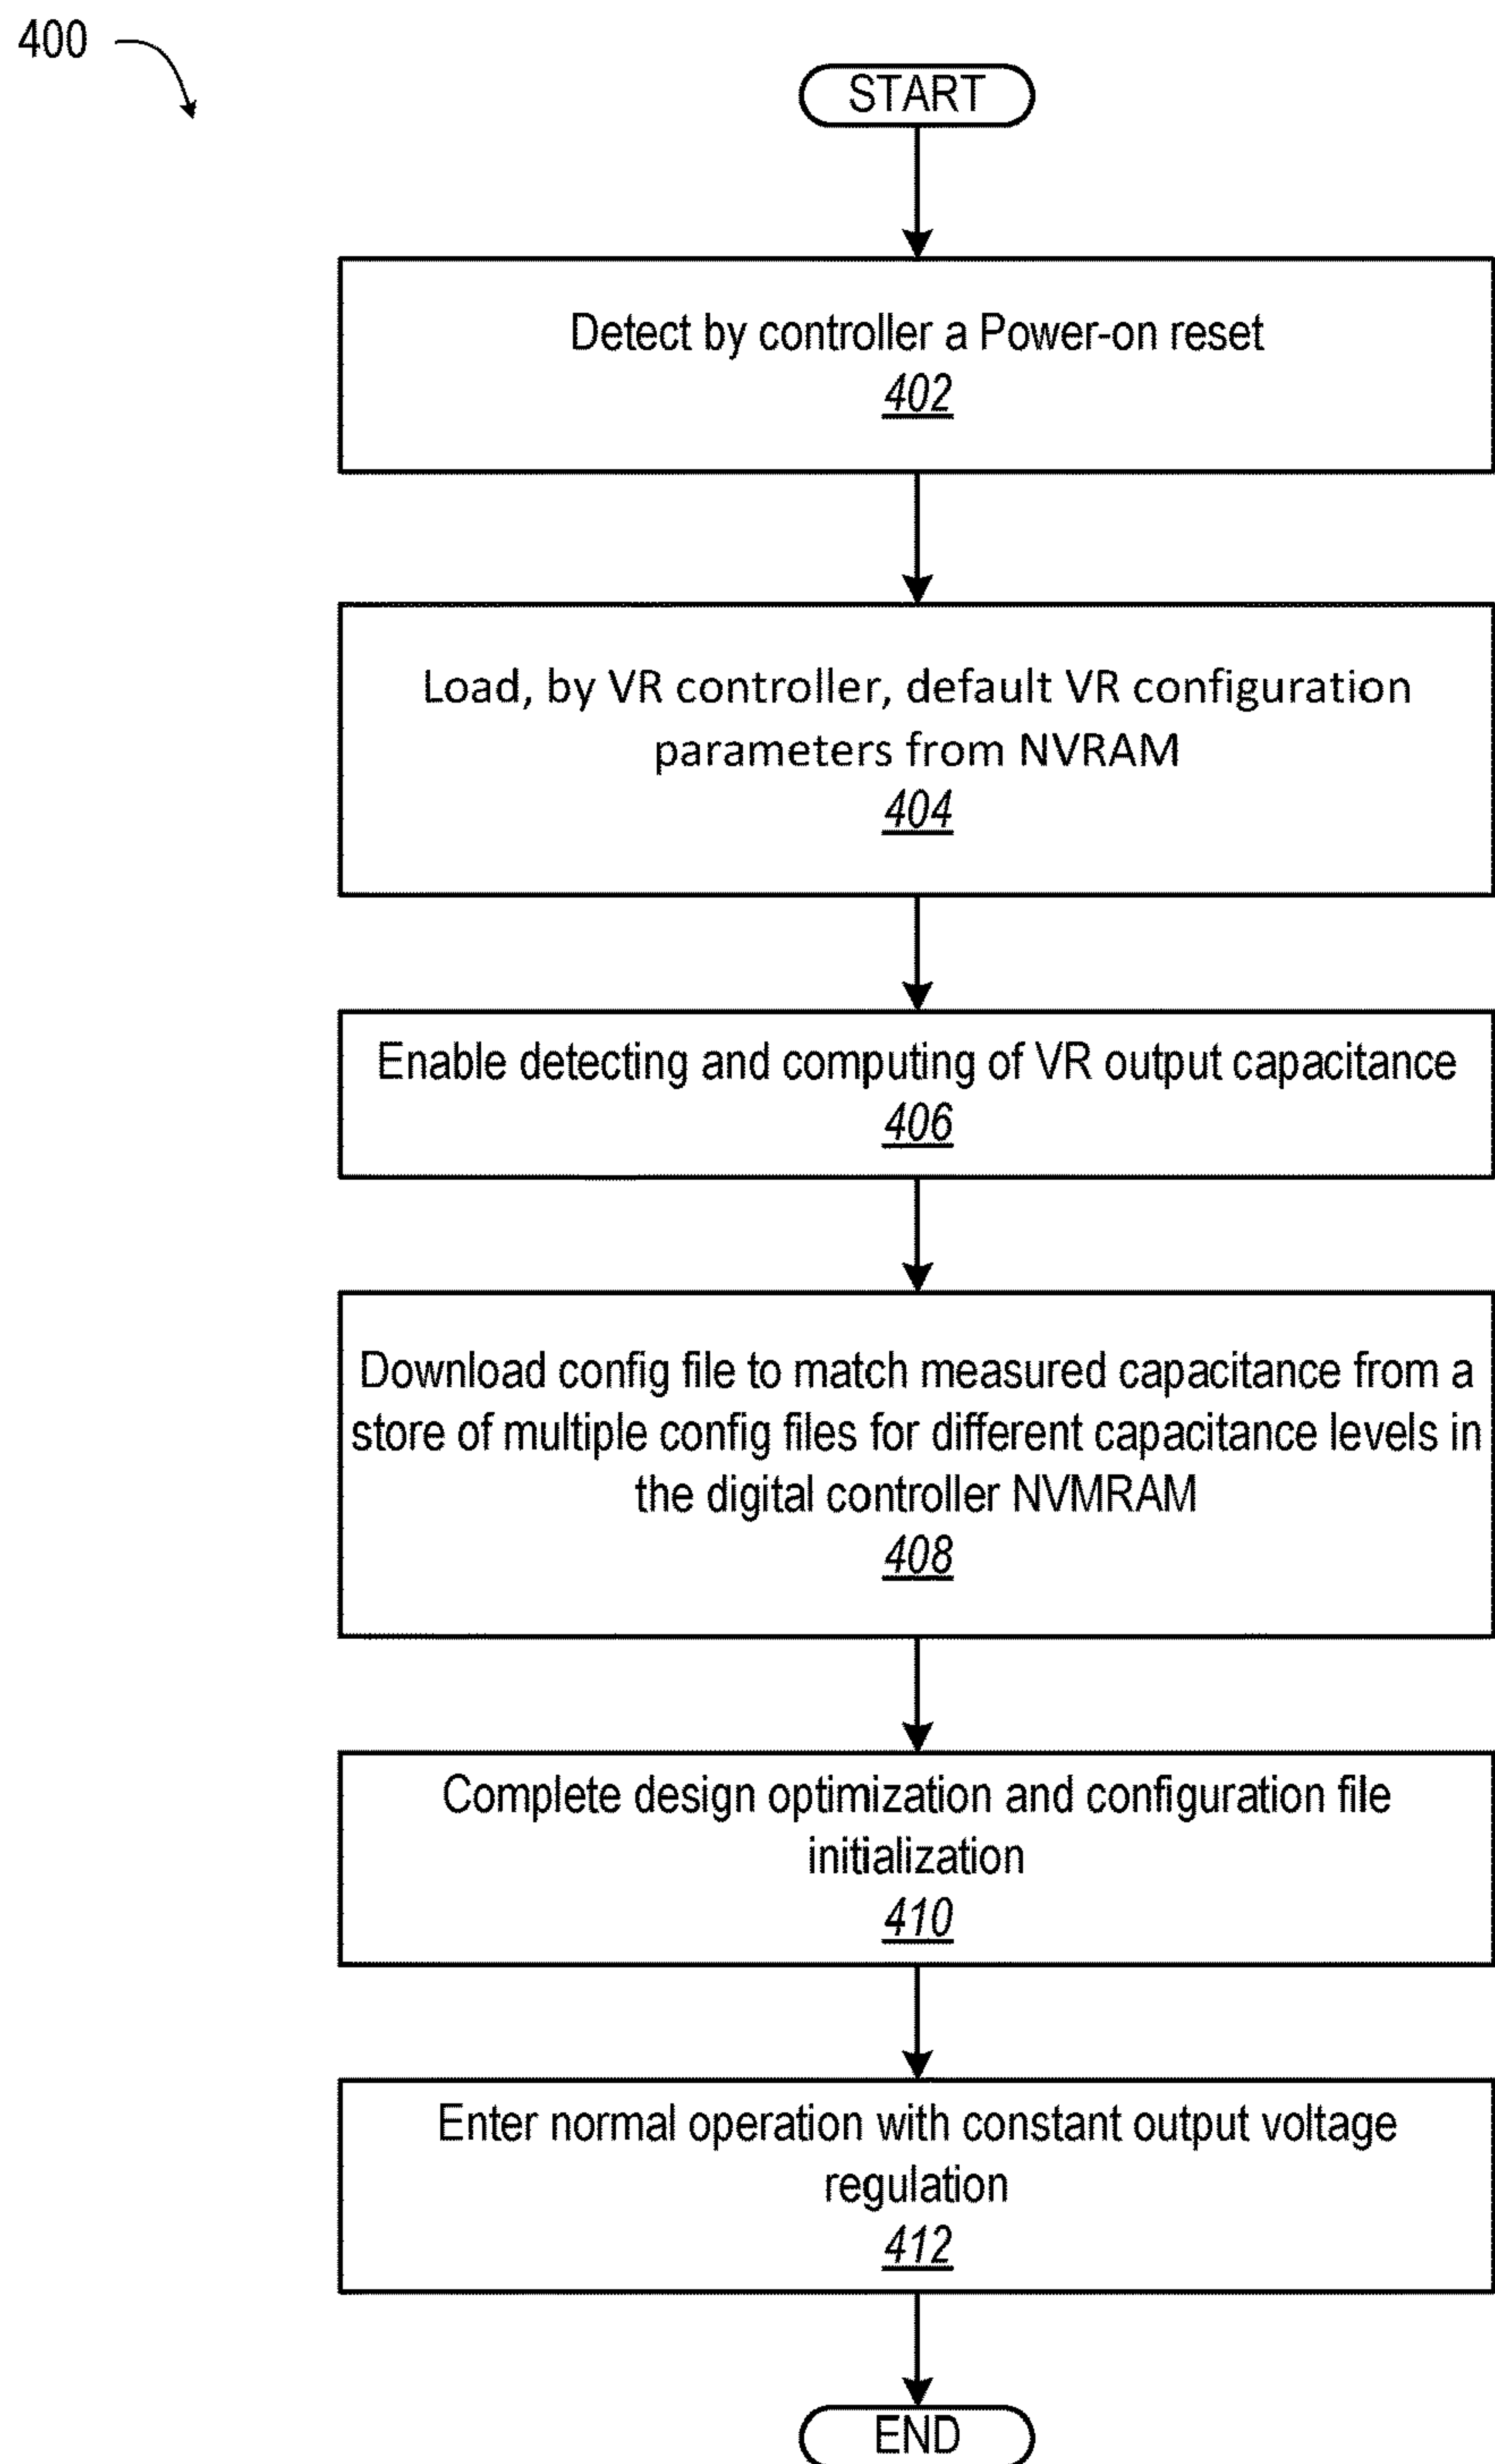 400
START
Detect by controller a Power-on reset
402
Load, by VR controller, default VR configuration
parameters from NVRAM
404
Enable detecting and computing of VR output capacitance
406
Download config file to match measured capacitance from a
store of multiple config files for different capacitance levels in
the digital controller NVMRAM
408
Complete design optimization and configuration file
initialization
410
Enter normal operation with constant output voltage
regulation
412
END